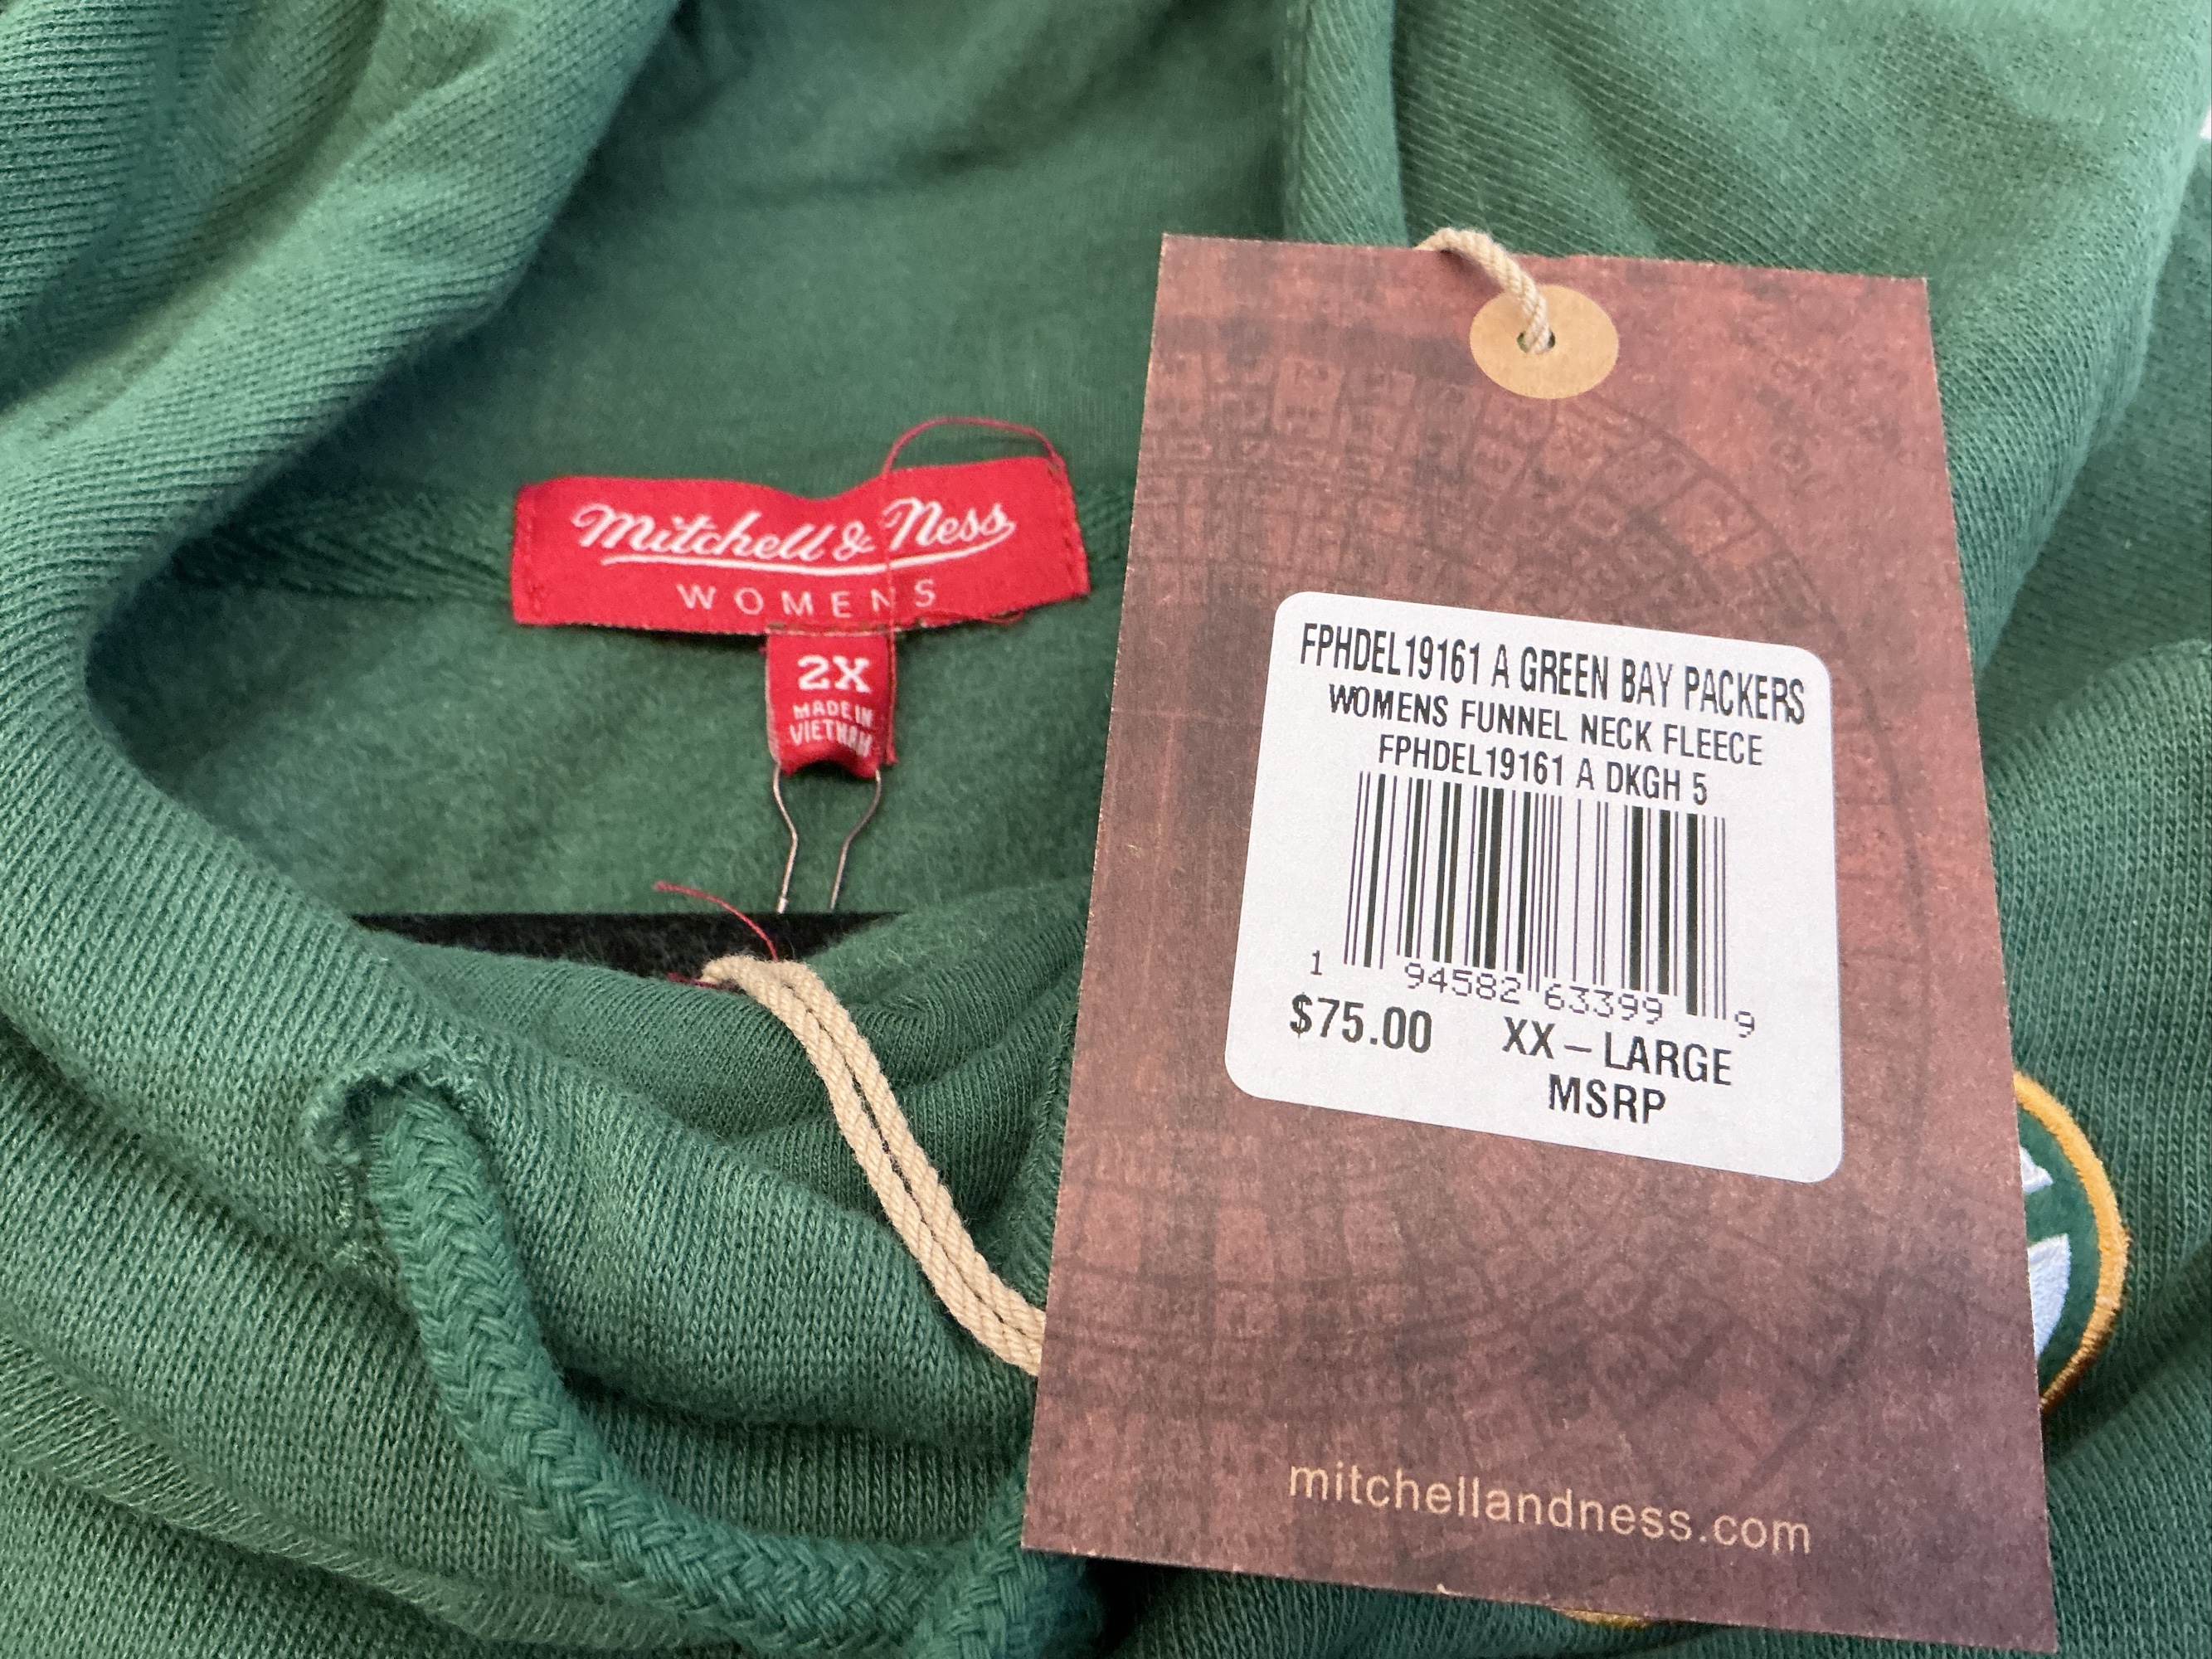 Mitchell & Ness
WOMENS
2X
MADE IN
VIETNAM
FPHDEL19161 A GREEN BAY PACKERS
WOMENS FUNNEL NECK FLEECE
FPHDEL19161 A DKGH 5
1 94582 63399 9
$75.00 XX-LARGE
MSRP
mitchellandness.com